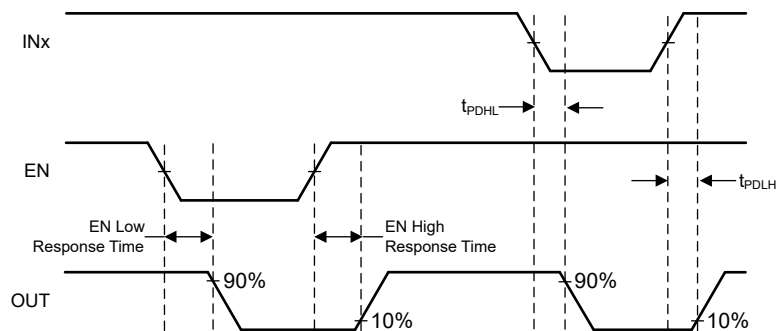 INx
tPDHL
EN
tPDLH
EN Low
Response Time
EN High
Response Time
90%
90%
OUT
10%
10%